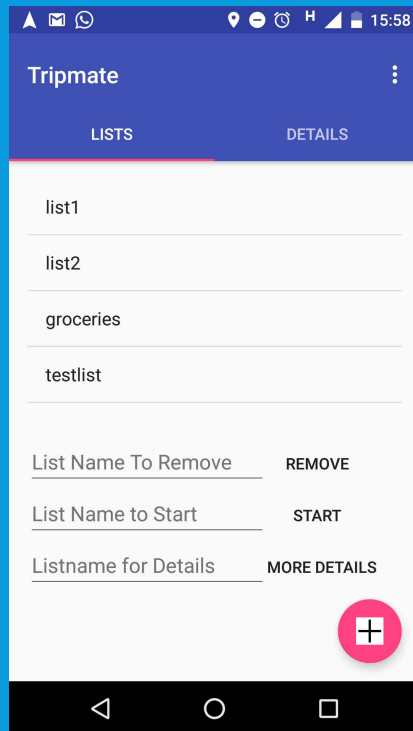 H 15:58
Tripmate
LISTS DETAILS
list1
list2
groceries
testlist
List Name To Remove REMOVE
List Name to Start START
Listname for Details MORE DETAILS